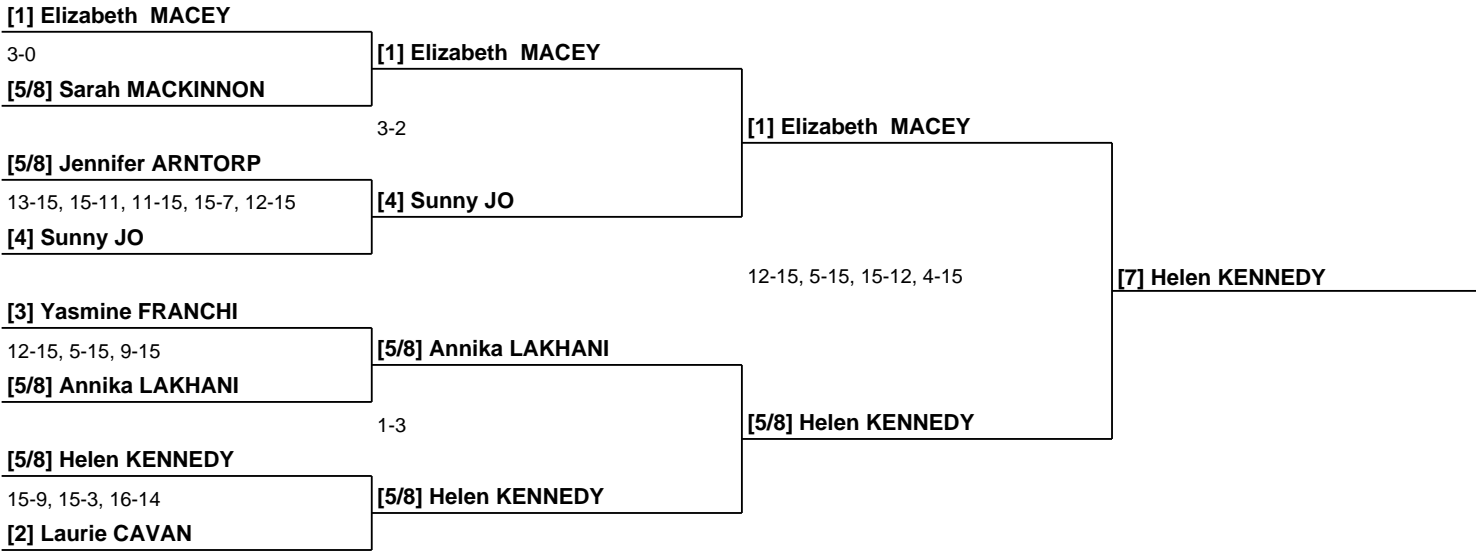 [1] Elizabeth  MACEY
3-0
[1] Elizabeth  MACEY
[5/8] Sarah MACKINNON
3-2
[1] Elizabeth  MACEY
[5/8] Jennifer ARNTORP
13-15, 15-11, 11-15, 15-7, 12-15
[4] Sunny JO
[4] Sunny JO
12-15, 5-15, 15-12, 4-15
[7] Helen KENNEDY
[3] Yasmine FRANCHI
12-15, 5-15, 9-15
[5/8] Annika LAKHANI
[5/8] Annika LAKHANI
1-3
[5/8] Helen KENNEDY
[5/8] Helen KENNEDY
15-9, 15-3, 16-14
[5/8] Helen KENNEDY
[2] Laurie CAVAN